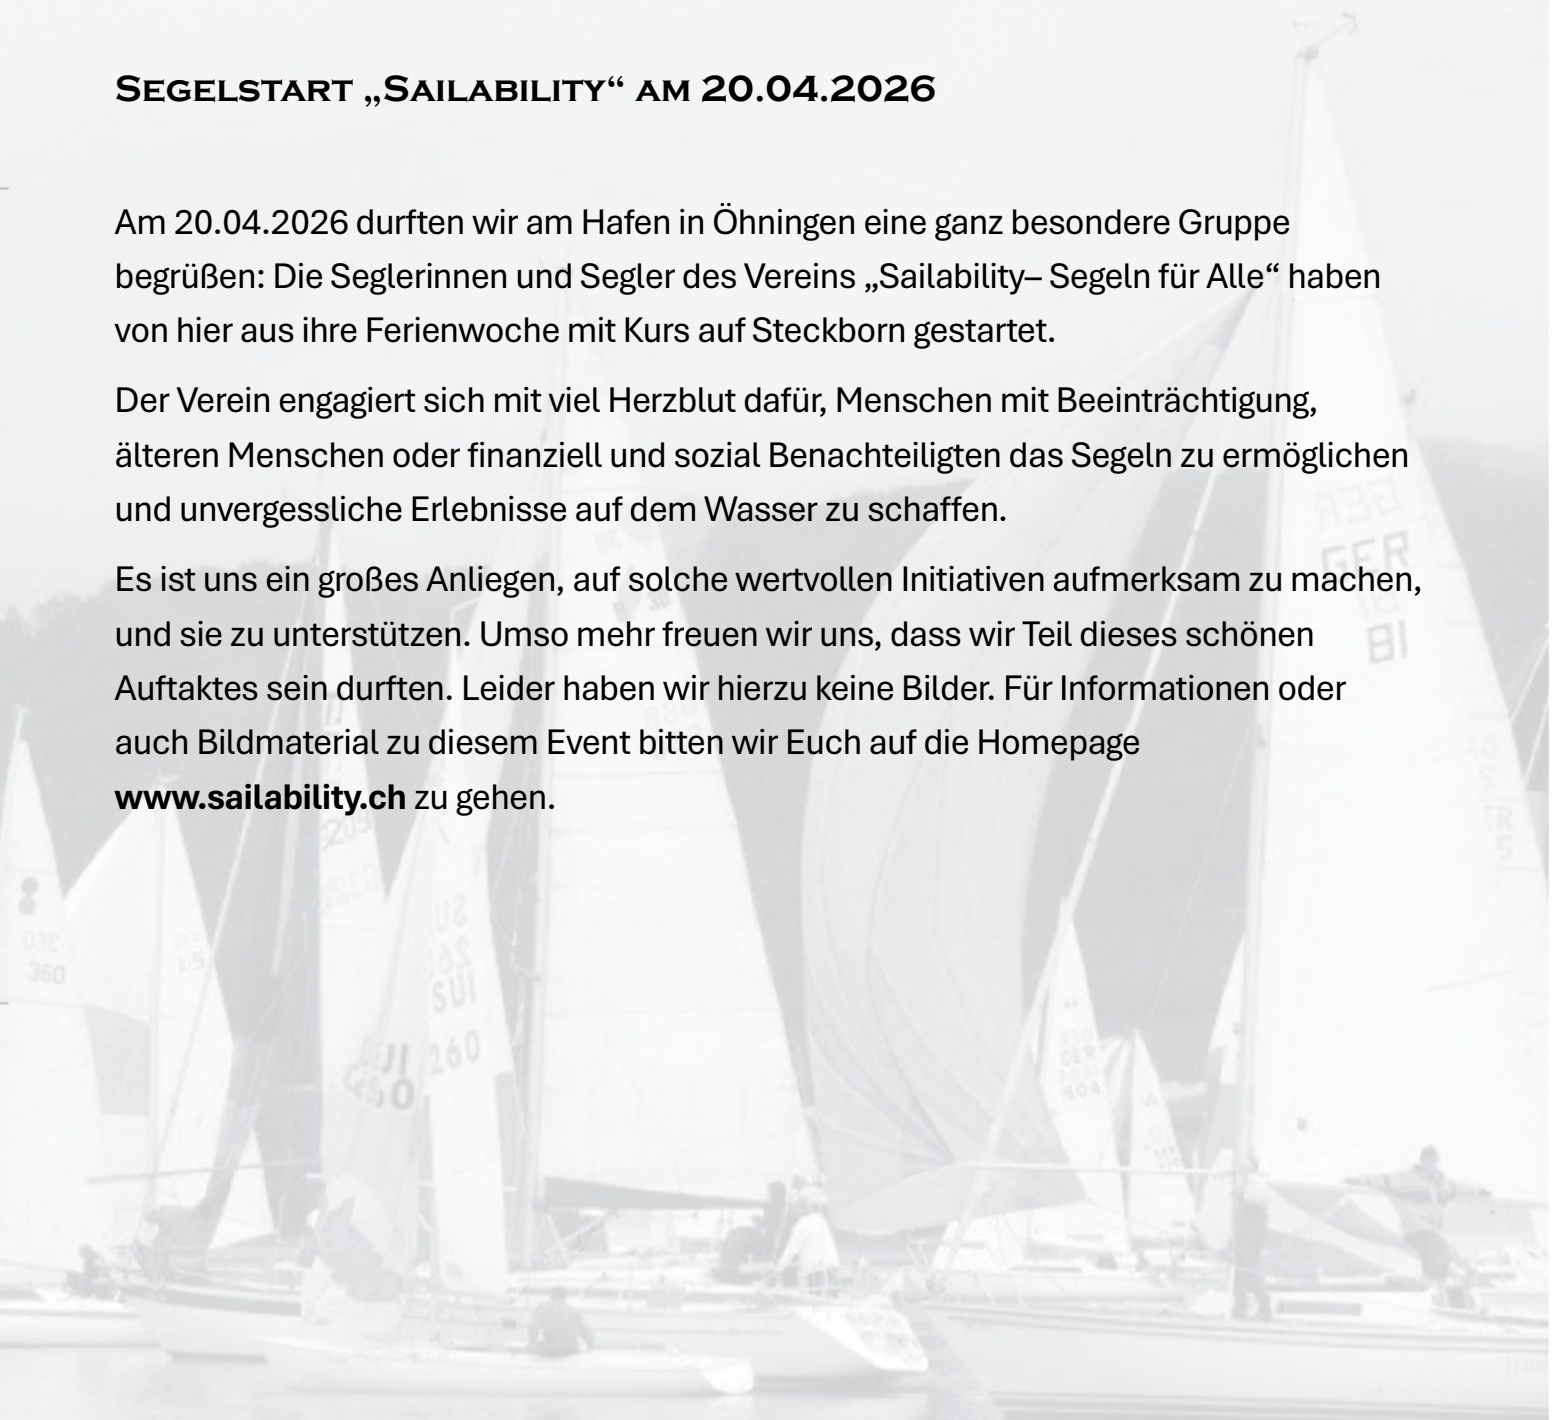 Segelstart „Sailability“ am 20.04.2026
Am 20.04.2026 durften wir am Hafen in Öhningen eine ganz besondere Gruppe
begrüßen: Die Seglerinnen und Segler des Vereins „Sailability– Segeln für Alle“ haben
von hier aus ihre Ferienwoche mit Kurs auf Steckborn gestartet.
Der Verein engagiert sich mit viel Herzblut dafür, Menschen mit Beeinträchtigung,
älteren Menschen oder finanziell und sozial Benachteiligten das Segeln zu ermöglichen
und unvergessliche Erlebnisse auf dem Wasser zu schaffen.
Es ist uns ein großes Anliegen, auf solche wertvollen Initiativen aufmerksam zu machen,
und sie zu unterstützen. Umso mehr freuen wir uns, dass wir Teil dieses schönen
Auftaktes sein durften. Leider haben wir hierzu keine Bilder. Für Informationen oder
auch Bildmaterial zu diesem Event bitten wir Euch auf die Homepage
www.sailability.ch zu gehen.
GER
81
360
SUI
260